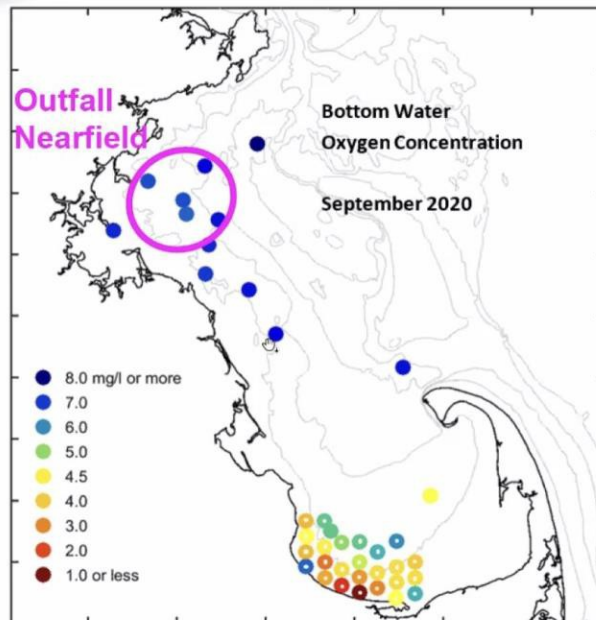 Outfall
Nearfield
Bottom Water
Oxygen Concentration
September 2020
8.0 mg/l or more
7.0
6.0
5.0
4.5
4.0
3.0
2.0
1.0 or less